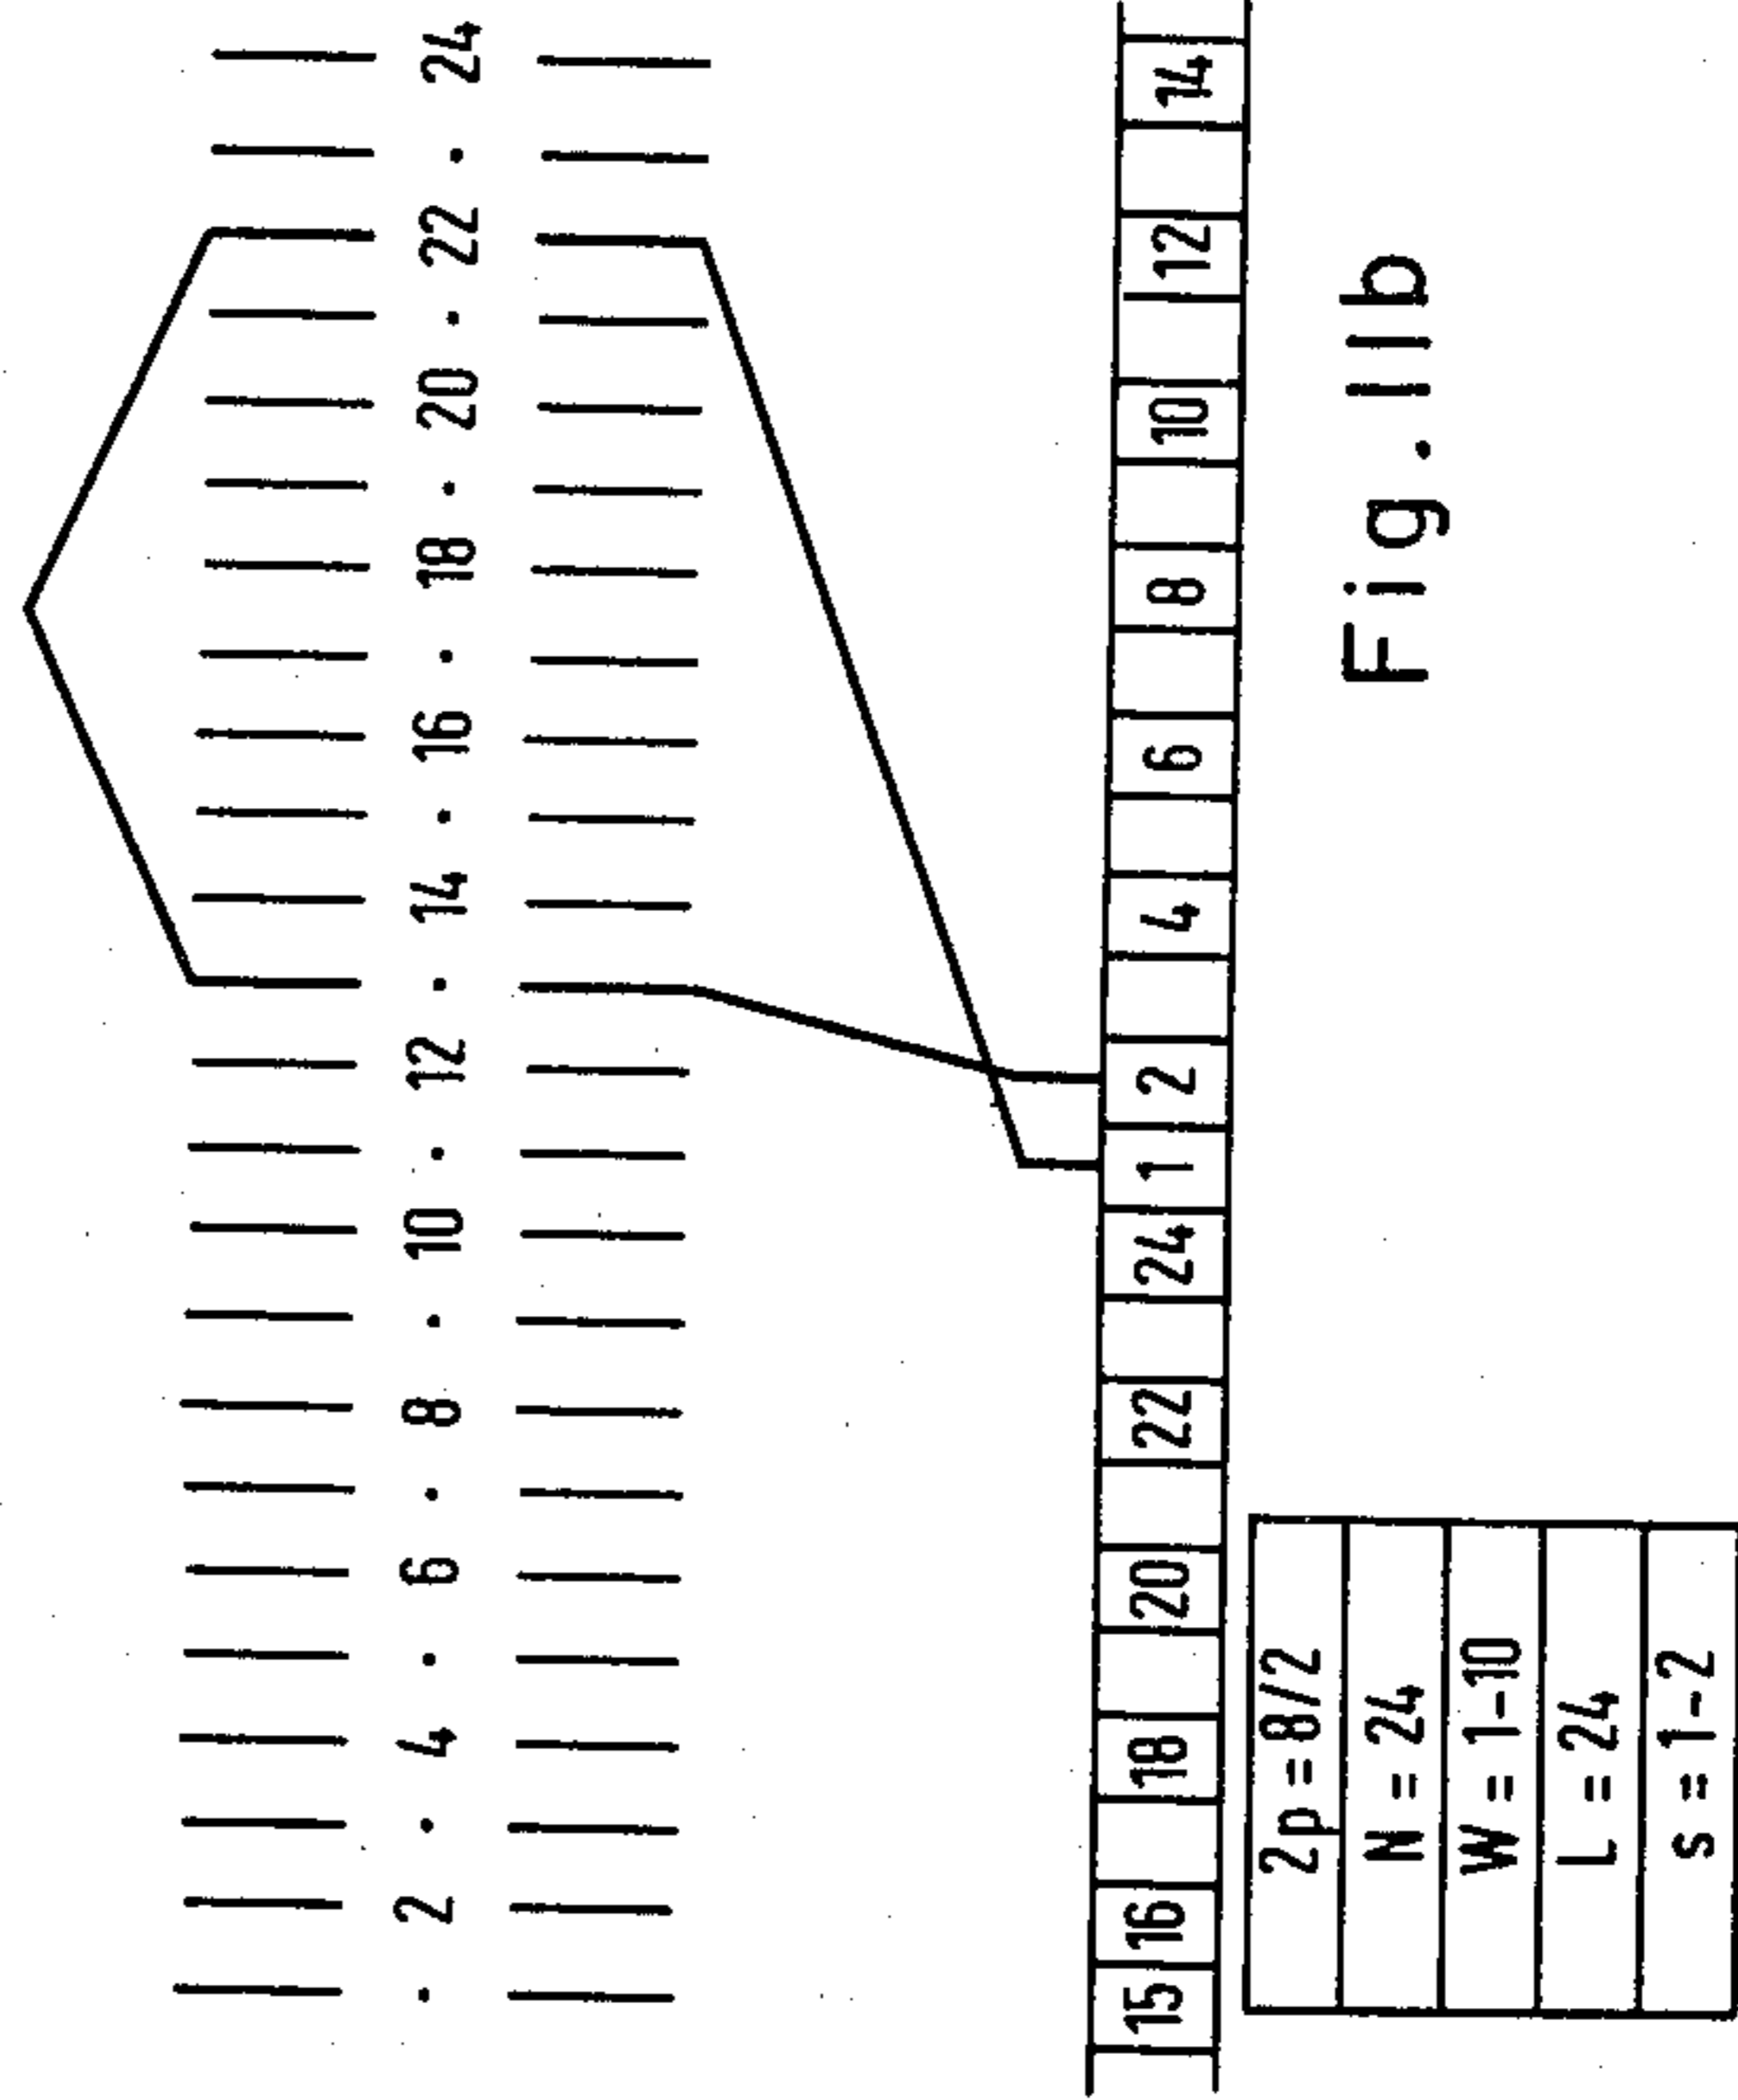 . 2 . 4 . 6 . 8 . 10 . 12 . 14 . 16 . 18 . 20 . 22 . 24
15 16 18 20 22 24 1 2 4 6 8 10 12 14
2p = 8//2
N = 24
W = 1-10
L = 24
s = 1-2
Fig. 11b